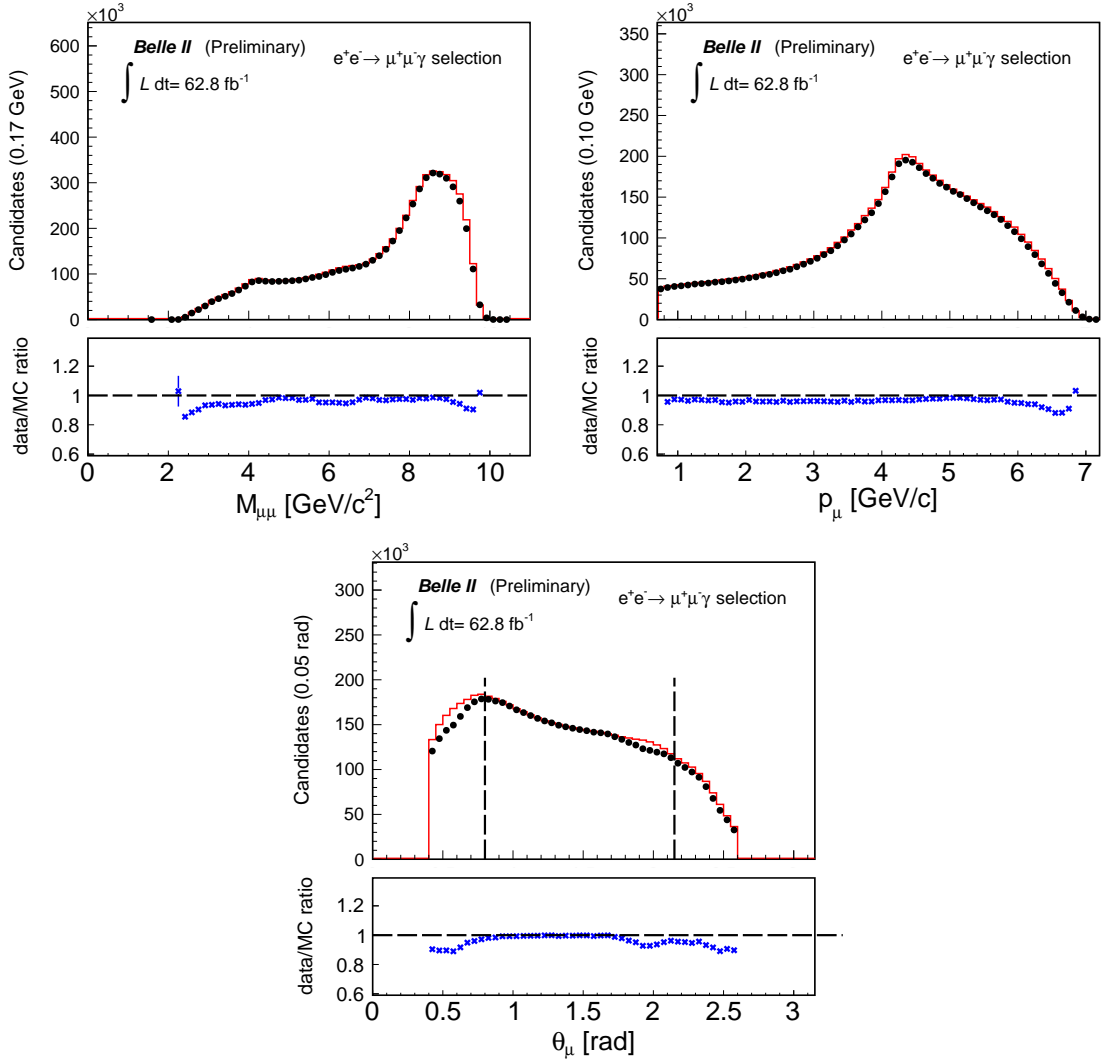 ×10³
Belle II (Preliminary)
e⁺e⁻→ μ⁺μ⁻γ selection
∫ L dt= 62.8 fb⁻¹
Candidates (0.17 GeV)
600
500
400
300
200
100
0
data/MC ratio
1.2
1
0.8
0.6
0 2 4 6 8 10
M_μμ [GeV/c²]
×10³
Belle II (Preliminary)
e⁺e⁻→ μ⁺μ⁻γ selection
∫ L dt= 62.8 fb⁻¹
Candidates (0.10 GeV)
350
300
250
200
150
100
50
0
data/MC ratio
1.2
1
0.8
0.6
1 2 3 4 5 6 7
p_μ [GeV/c]
×10³
Belle II (Preliminary)
e⁺e⁻→ μ⁺μ⁻γ selection
∫ L dt= 62.8 fb⁻¹
Candidates (0.05 rad)
300
250
200
150
100
50
0
data/MC ratio
1.2
1
0.8
0.6
0 0.5 1 1.5 2 2.5 3
θ_μ [rad]